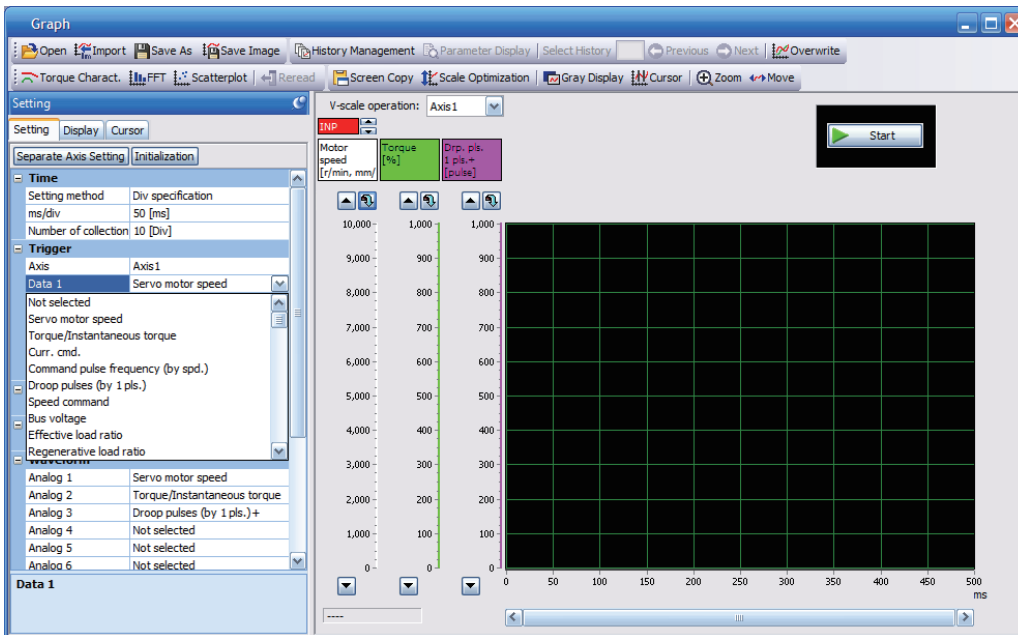 Graph
Open Import Save As Save Image History Management Parameter Display Select History Previous Next Overwrite
Torque Charact. FFT Scatterplot Reread Screen Copy Scale Optimization Gray Display Cursor Zoom Move
Setting
Setting Display Cursor
Separate Axis Setting Initialization
Time
Setting method Div specification
ms/div 50 [ms]
Number of collection 10 [Div]
Trigger
Axis Axis1
Data 1 Servo motor speed
Not selected
Servo motor speed
Torque/Instantaneous torque
Curr. cmd.
Command pulse frequency (by spd.)
Droop pulses (by 1 pls.)
Speed command
Bus voltage
Effective load ratio
Regenerative load ratio
Waveform
Analog 1 Servo motor speed
Analog 2 Torque/Instantaneous torque
Analog 3 Droop pulses (by 1 pls.)+
Analog 4 Not selected
Analog 5 Not selected
Analog 6 Not selected
Data 1
V-scale operation: Axis1
INP
Motor speed [r/min, mm/
Torque [%]
Drp. pls. 1 pls.+ [pulse]
Start
10,000 1,000 1,000
9,000 900 900
8,000 800 800
7,000 700 700
6,000 600 600
5,000 500 500
4,000 400 400
3,000 300 300
2,000 200 200
1,000 100 100
0 0 0
0 50 100 150 200 250 300 350 400 450 500
ms
----